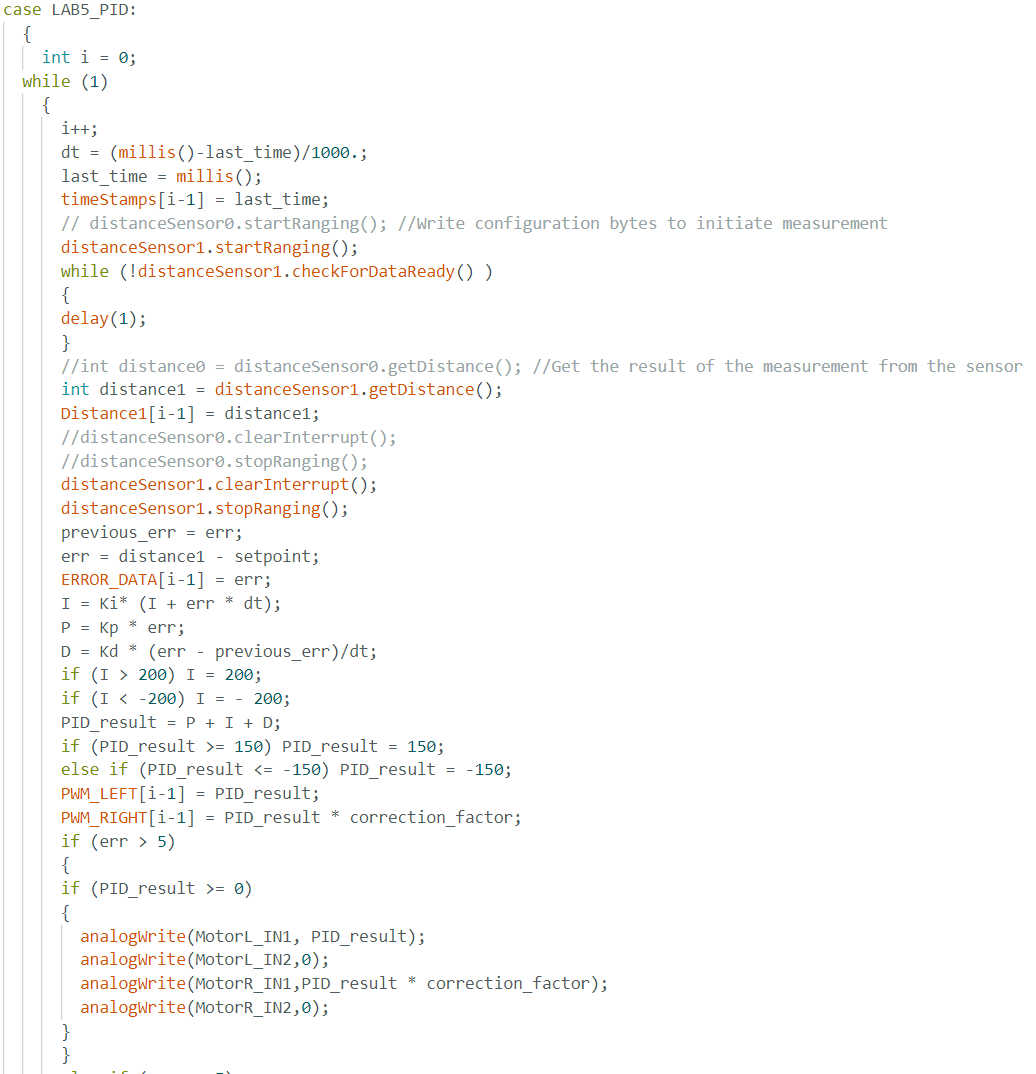 case LAB5_PID:
{
int i = 0;
while (1)
{
i++;
dt = (millis()-last_time)/1000.;
last_time = millis();
timeStamps[i-1] = last_time;
// distanceSensor0.startRanging(); //Write configuration bytes to initiate measurement
distanceSensor1.startRanging();
while (!distanceSensor1.checkForDataReady() )
{
delay(1);
}
//int distance0 = distanceSensor0.getDistance(); //Get the result of the measurement from the sensor
int distance1 = distanceSensor1.getDistance();
Distance1[i-1] = distance1;
//distanceSensor0.clearInterrupt();
//distanceSensor0.stopRanging();
distanceSensor1.clearInterrupt();
distanceSensor1.stopRanging();
previous_err = err;
err = distance1 - setpoint;
ERROR_DATA[i-1] = err;
I = Ki* (I + err * dt);
P = Kp * err;
D = Kd * (err - previous_err)/dt;
if (I > 200) I = 200;
if (I < -200) I = - 200;
PID_result = P + I + D;
if (PID_result >= 150) PID_result = 150;
else if (PID_result <= -150) PID_result = -150;
PWM_LEFT[i-1] = PID_result;
PWM_RIGHT[i-1] = PID_result * correction_factor;
if (err > 5)
{
if (PID_result >= 0)
{
analogWrite(MotorL_IN1, PID_result);
analogWrite(MotorL_IN2,0);
analogWrite(MotorR_IN1,PID_result * correction_factor);
analogWrite(MotorR_IN2,0);
}
}